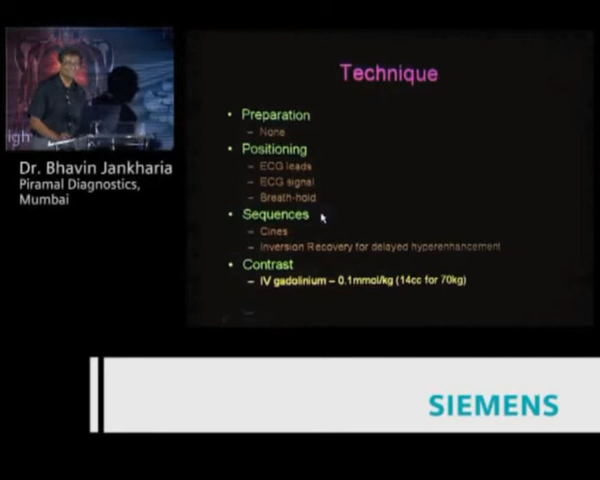 igh
Dr. Bhavin Jankharia
Piramal Diagnostics,
Mumbai
Technique
• Preparation
– None
• Positioning
– ECG leads
– ECG signal
– Breath-hold
• Sequences
– Cines
– Inversion Recovery for delayed hyperenhancement
• Contrast
– IV gadolinium – 0.1mmol/kg (14cc for 70kg)
SIEMENS